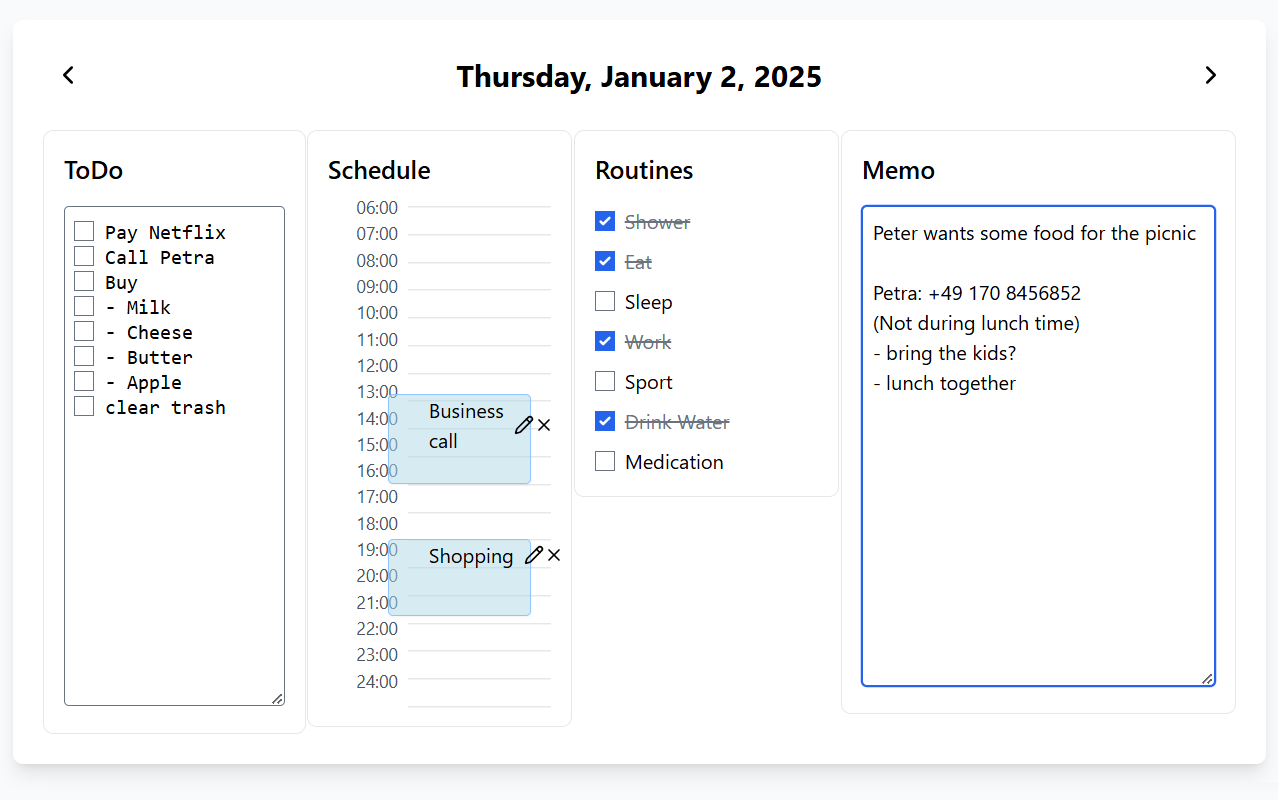 Thursday, January 2, 2025
ToDo
Pay Netflix
Call Petra
Buy
- Milk
- Cheese
- Butter
- Apple
clear trash
Schedule
06:00
07:00
08:00
09:00
10:00
11:00
12:00
13:00
14:00
Business
call
15:00
16:00
17:00
18:00
19:00
Shopping
20:00
21:00
22:00
23:00
24:00
Routines
Shower
Eat
Sleep
Work
Sport
Drink Water
Medication
Memo
Peter wants some food for the picnic
Petra: +49 170 8456852
(Not during lunch time)
- bring the kids?
- lunch together